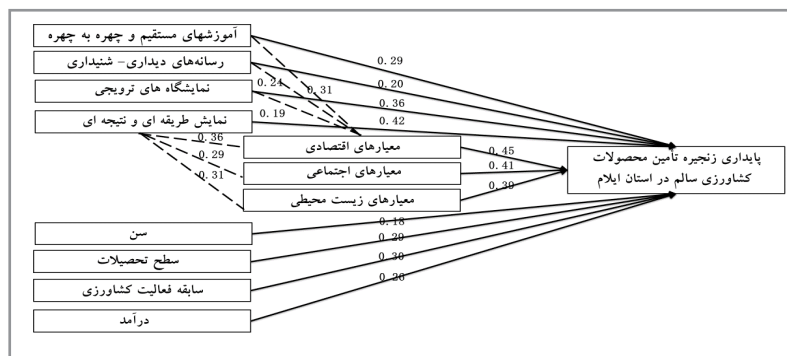 آموزشهای مستقیم و چهره به چهره
0.29
رسانه‌های دیداری- شنیداری
0.20
نمایشگاه های ترویجی
0.24
0.31
0.36
نمایش طریقه ای و نتیجه ای
0.19
0.42
0.36
معیارهای اقتصادی
0.45
پایداری زنجیره تأمین محصولات
کشاورزی سالم در استان ایلام
0.29
معیارهای اجتماعی
0.41
0.31
معیارهای زیست محیطی
0.39
سن
0.18
سطح تحصیلات
0.29
سابقه فعالیت کشاورزی
0.30
درآمد
0.26